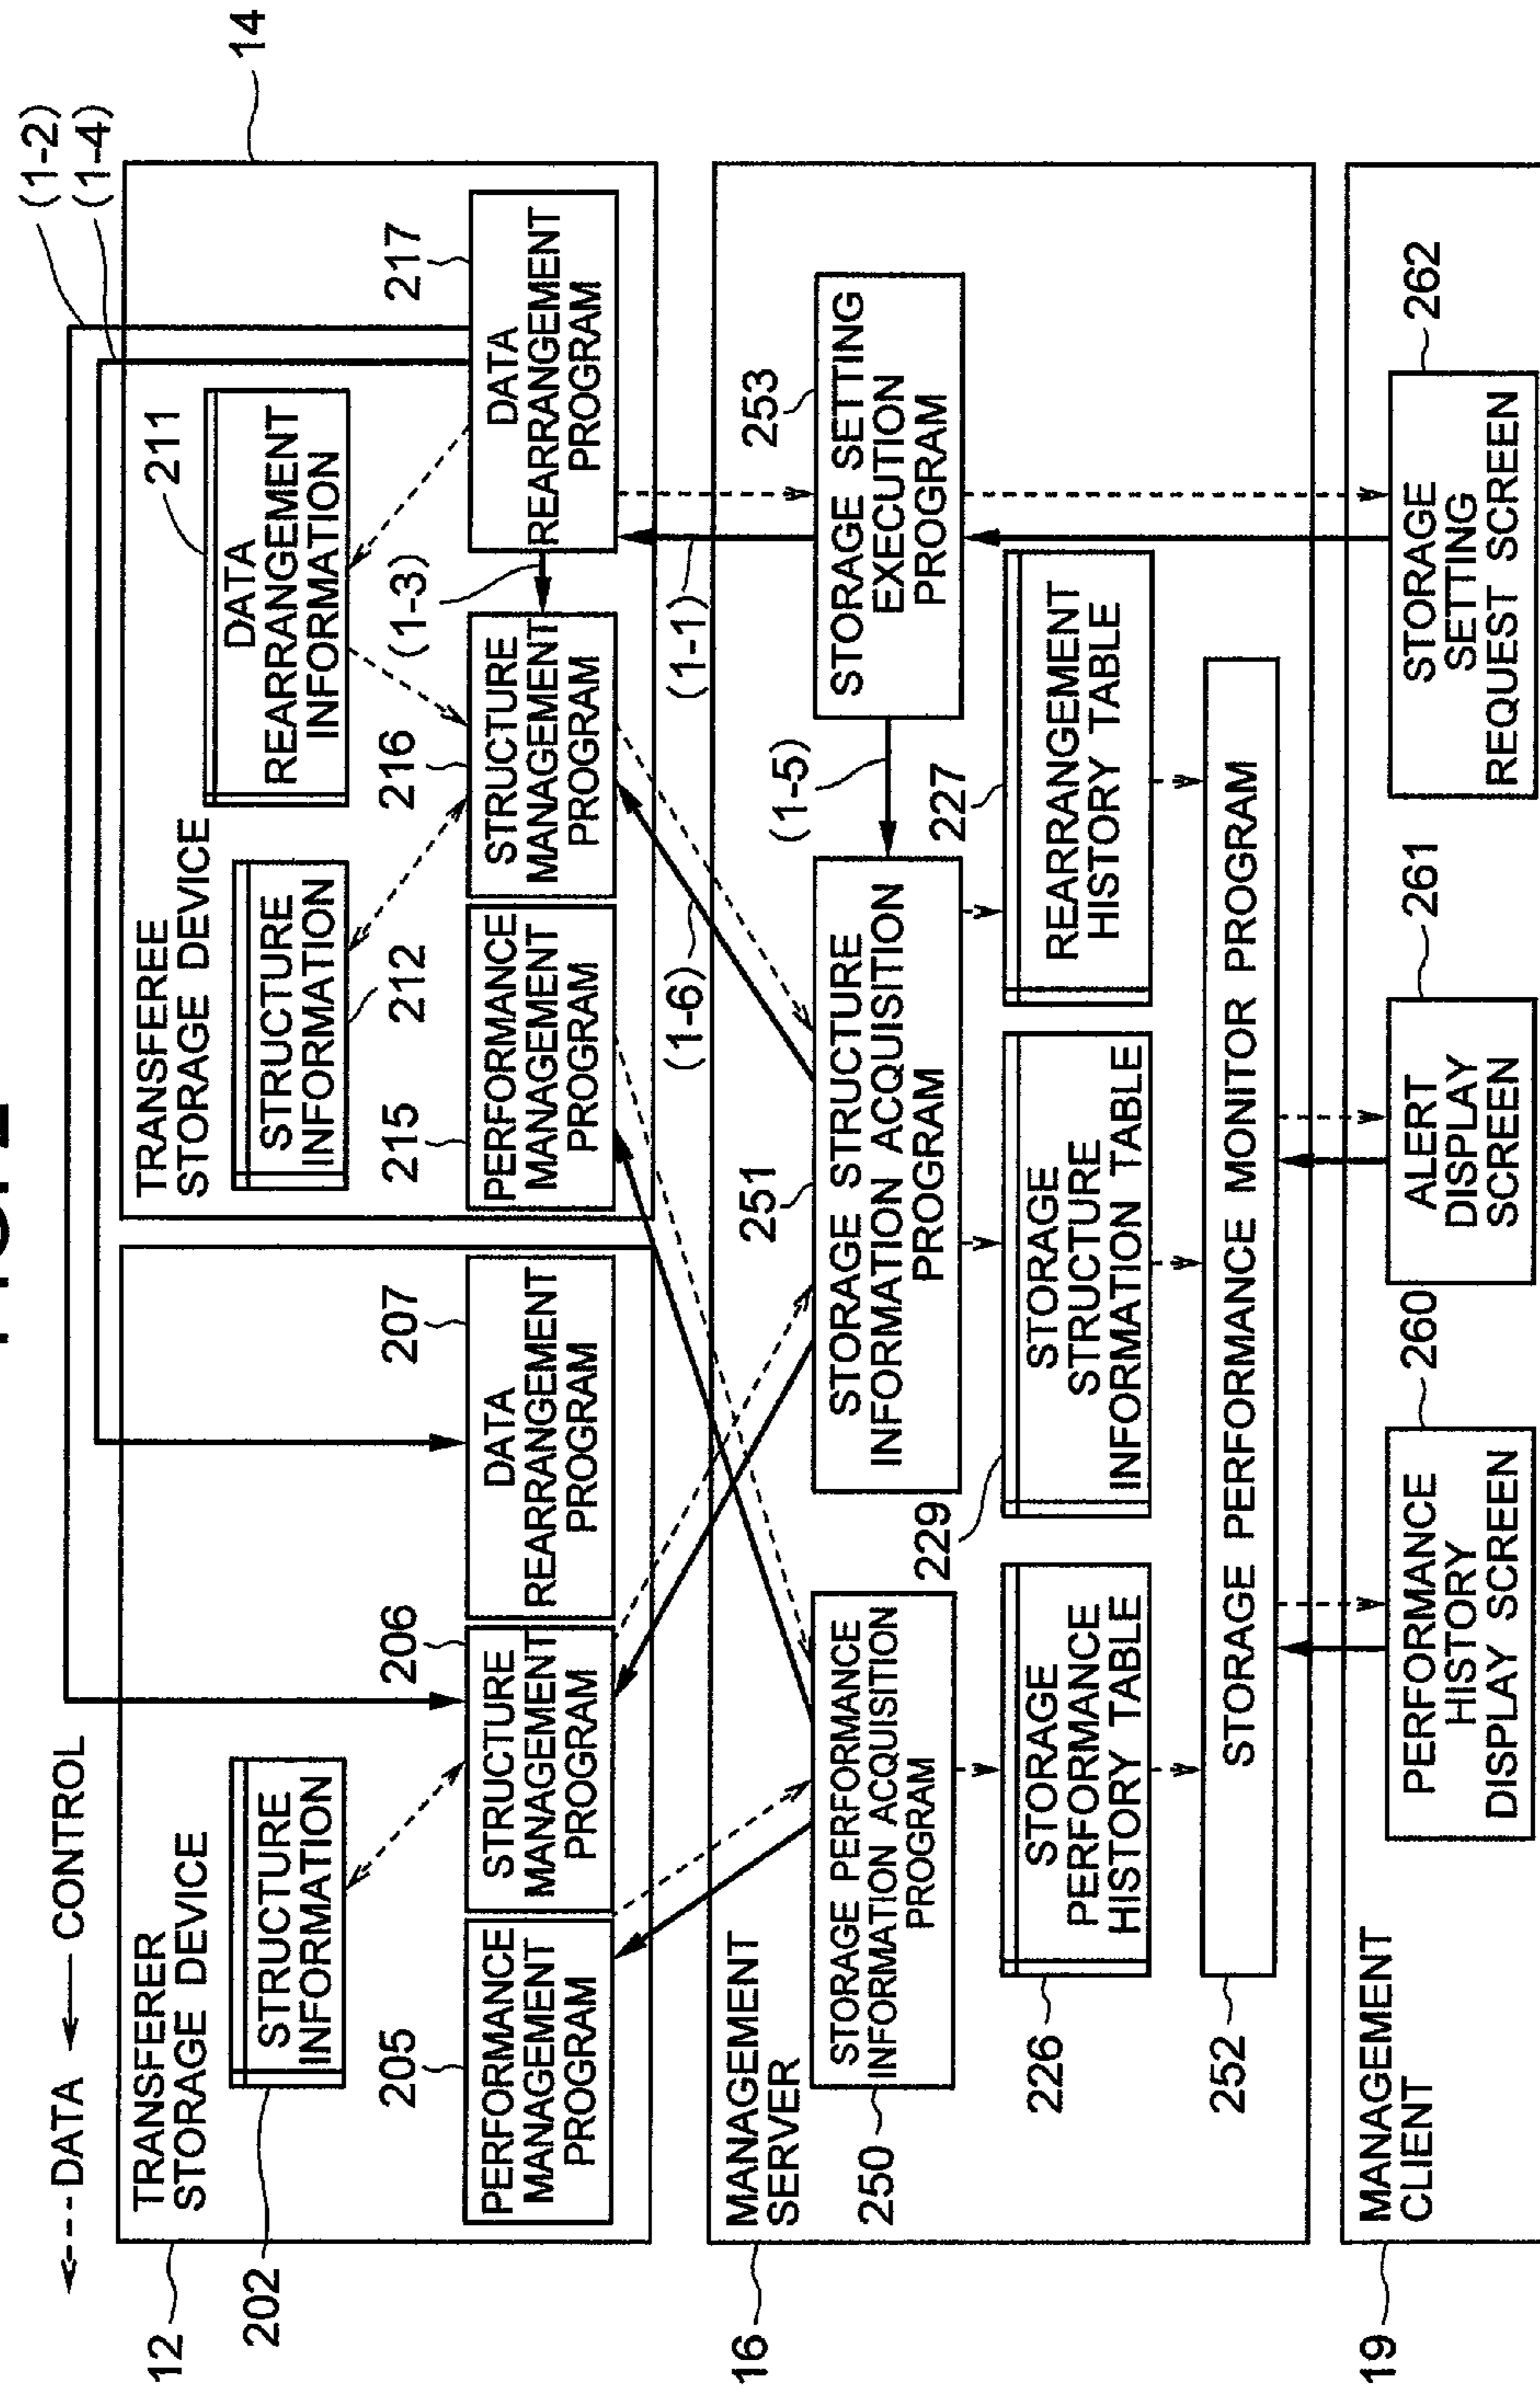 <--- DATA <— CONTROL
(1-2)
(1-4)
12
TRANSFERER
STORAGE DEVICE
202
STRUCTURE
INFORMATION
205
PERFORMANCE
MANAGEMENT
PROGRAM
206
STRUCTURE
MANAGEMENT
PROGRAM
207
DATA
REARRANGEMENT
PROGRAM
14
TRANSFEREE
STORAGE DEVICE
STRUCTURE
INFORMATION
212
211
DATA
REARRANGEMENT
INFORMATION
215
PERFORMANCE
MANAGEMENT
PROGRAM
216
STRUCTURE
MANAGEMENT
PROGRAM
(1-3)
217
DATA
REARRANGEMENT
PROGRAM
16
MANAGEMENT
SERVER
(1-6)
(1-1)
250
STORAGE PERFORMANCE
INFORMATION ACQUISITION
PROGRAM
251
STORAGE STRUCTURE
INFORMATION ACQUISITION
PROGRAM
(1-5)
253
STORAGE SETTING
EXECUTION
PROGRAM
226
STORAGE
PERFORMANCE
HISTORY TABLE
229
STORAGE
STRUCTURE
INFORMATION TABLE
227
REARRANGEMENT
HISTORY TABLE
252
STORAGE PERFORMANCE MONITOR PROGRAM
19
MANAGEMENT
CLIENT
260
PERFORMANCE
HISTORY
DISPLAY SCREEN
261
ALERT
DISPLAY
SCREEN
262
STORAGE
SETTING
REQUEST SCREEN